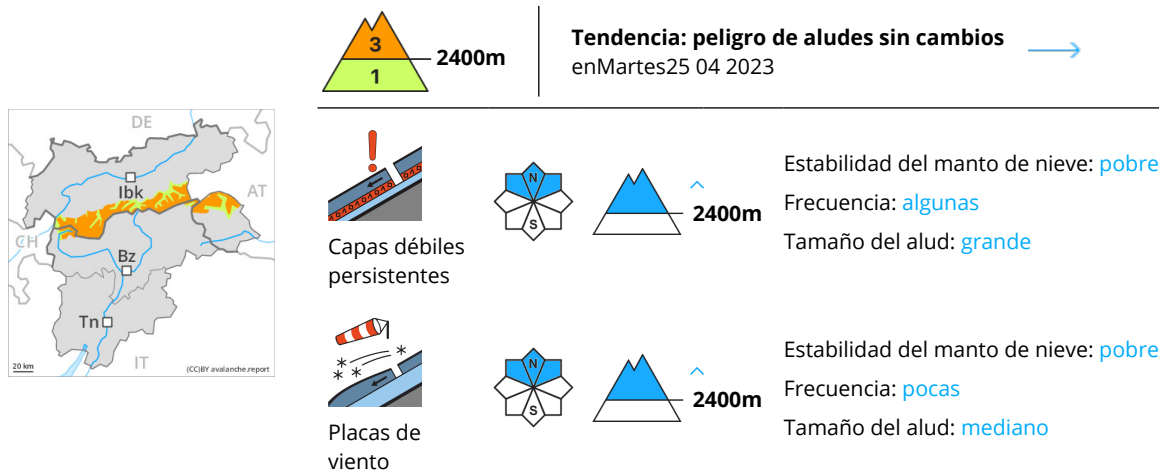 3
1
2400m
Tendencia: peligro de aludes sin cambios
enMartes25 04 2023
DE
Ibk
AT
CH
Bz
Tn
IT
20 km
(CC)BY avalanche.report
Capas débiles
persistentes
N
S
2400m
Estabilidad del manto de nieve: pobre
Frecuencia: algunas
Tamaño del alud: grande
Placas de
viento
N
S
2400m
Estabilidad del manto de nieve: pobre
Frecuencia: pocas
Tamaño del alud: mediano